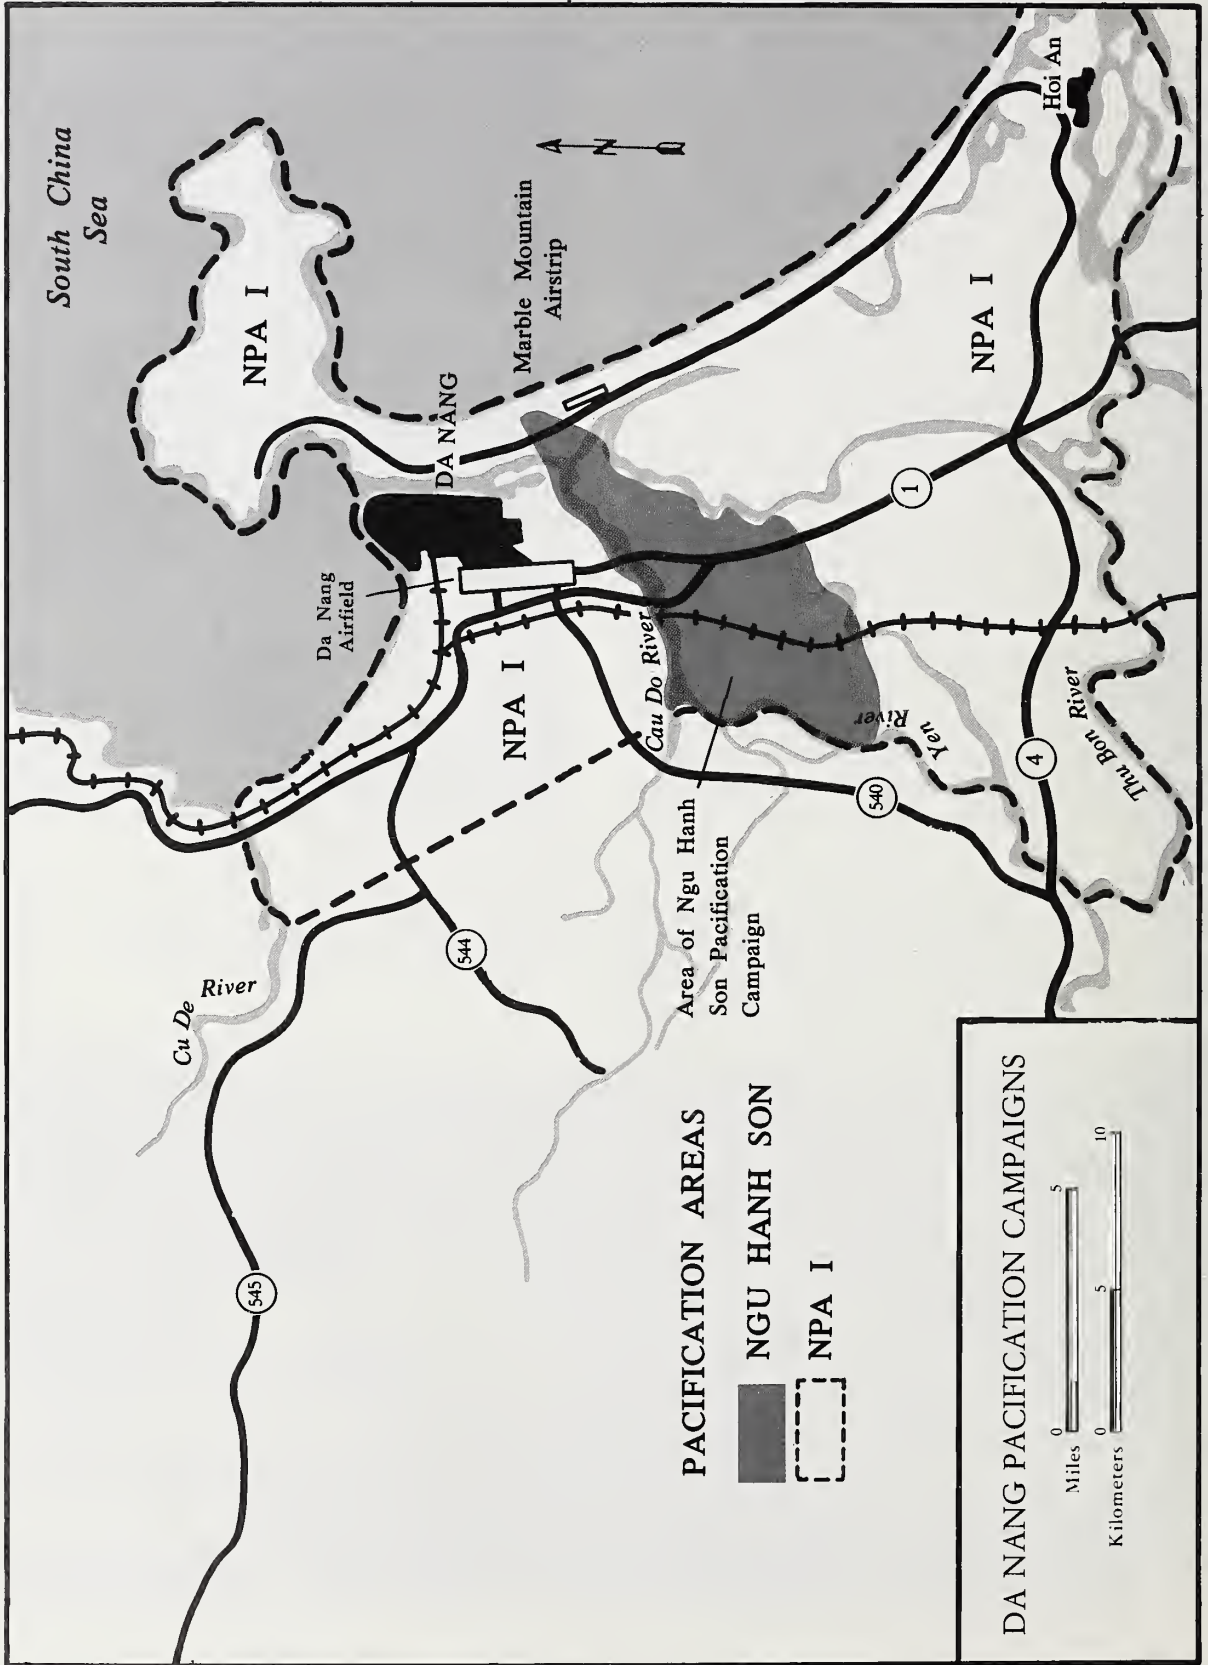 South China
Sea
NPA I
Marble Mountain
Airstrip
N
DA NANG
Da Nang
Airfield
NPA I
Hoi An
NPA I
1
Cau Do River
Yen
River
Thu Bon
River
4
540
544
545
Cu De
River
Area of Ngu Hanh
Son Pacification
Campaign
PACIFICATION AREAS
NGU HANH SON
NPA I
DA NANG PACIFICATION CAMPAIGNS
0 5
Miles
0 5 10
Kilometers